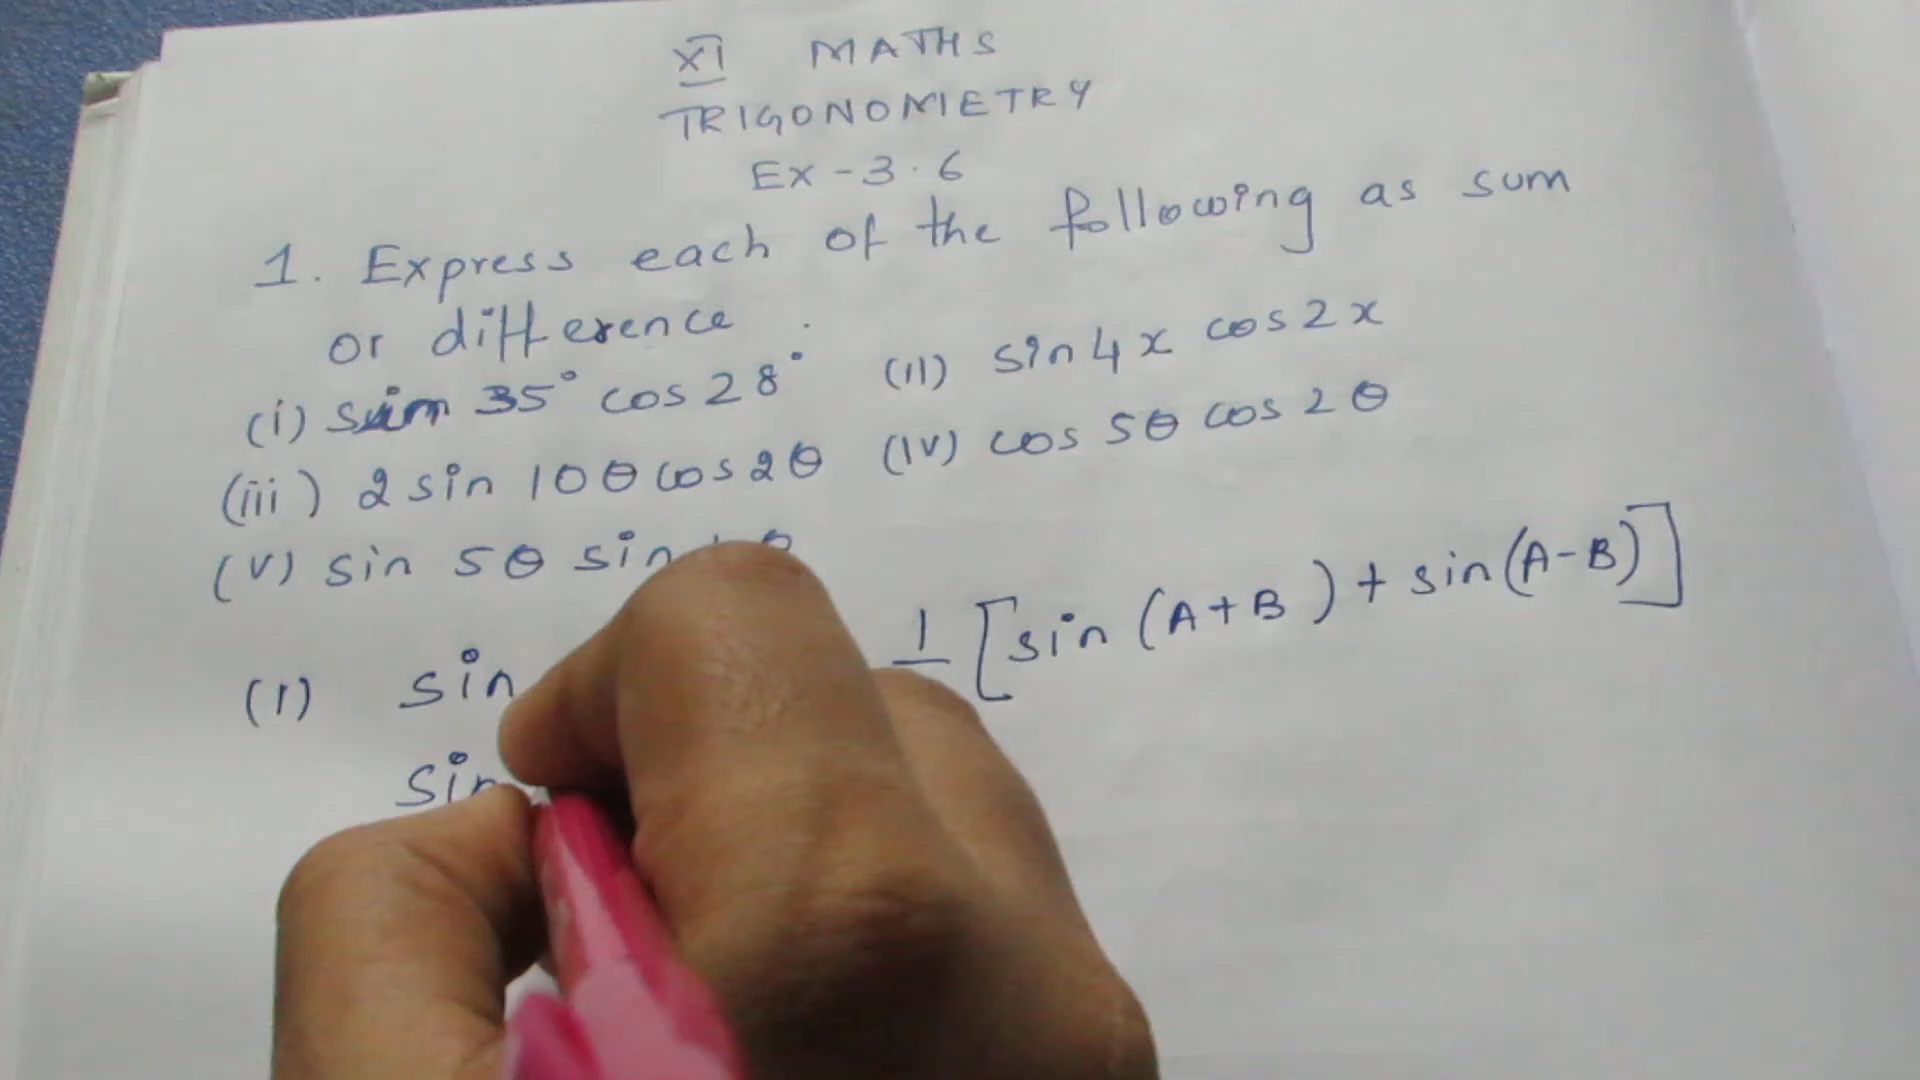 XI MATHS
TRIGONOMETRY
Ex - 3.6
1. Express each of the following as sum
or difference.
(i) sin 35° cos 28° (II) sin 4x cos 2x
(iii) 2 sin 10θ cos 2θ (IV) cos 5θ cos 2θ
(V) sin 5θ sin
(I) sin 1 [sin (A+B) + sin (A-B)]
sin